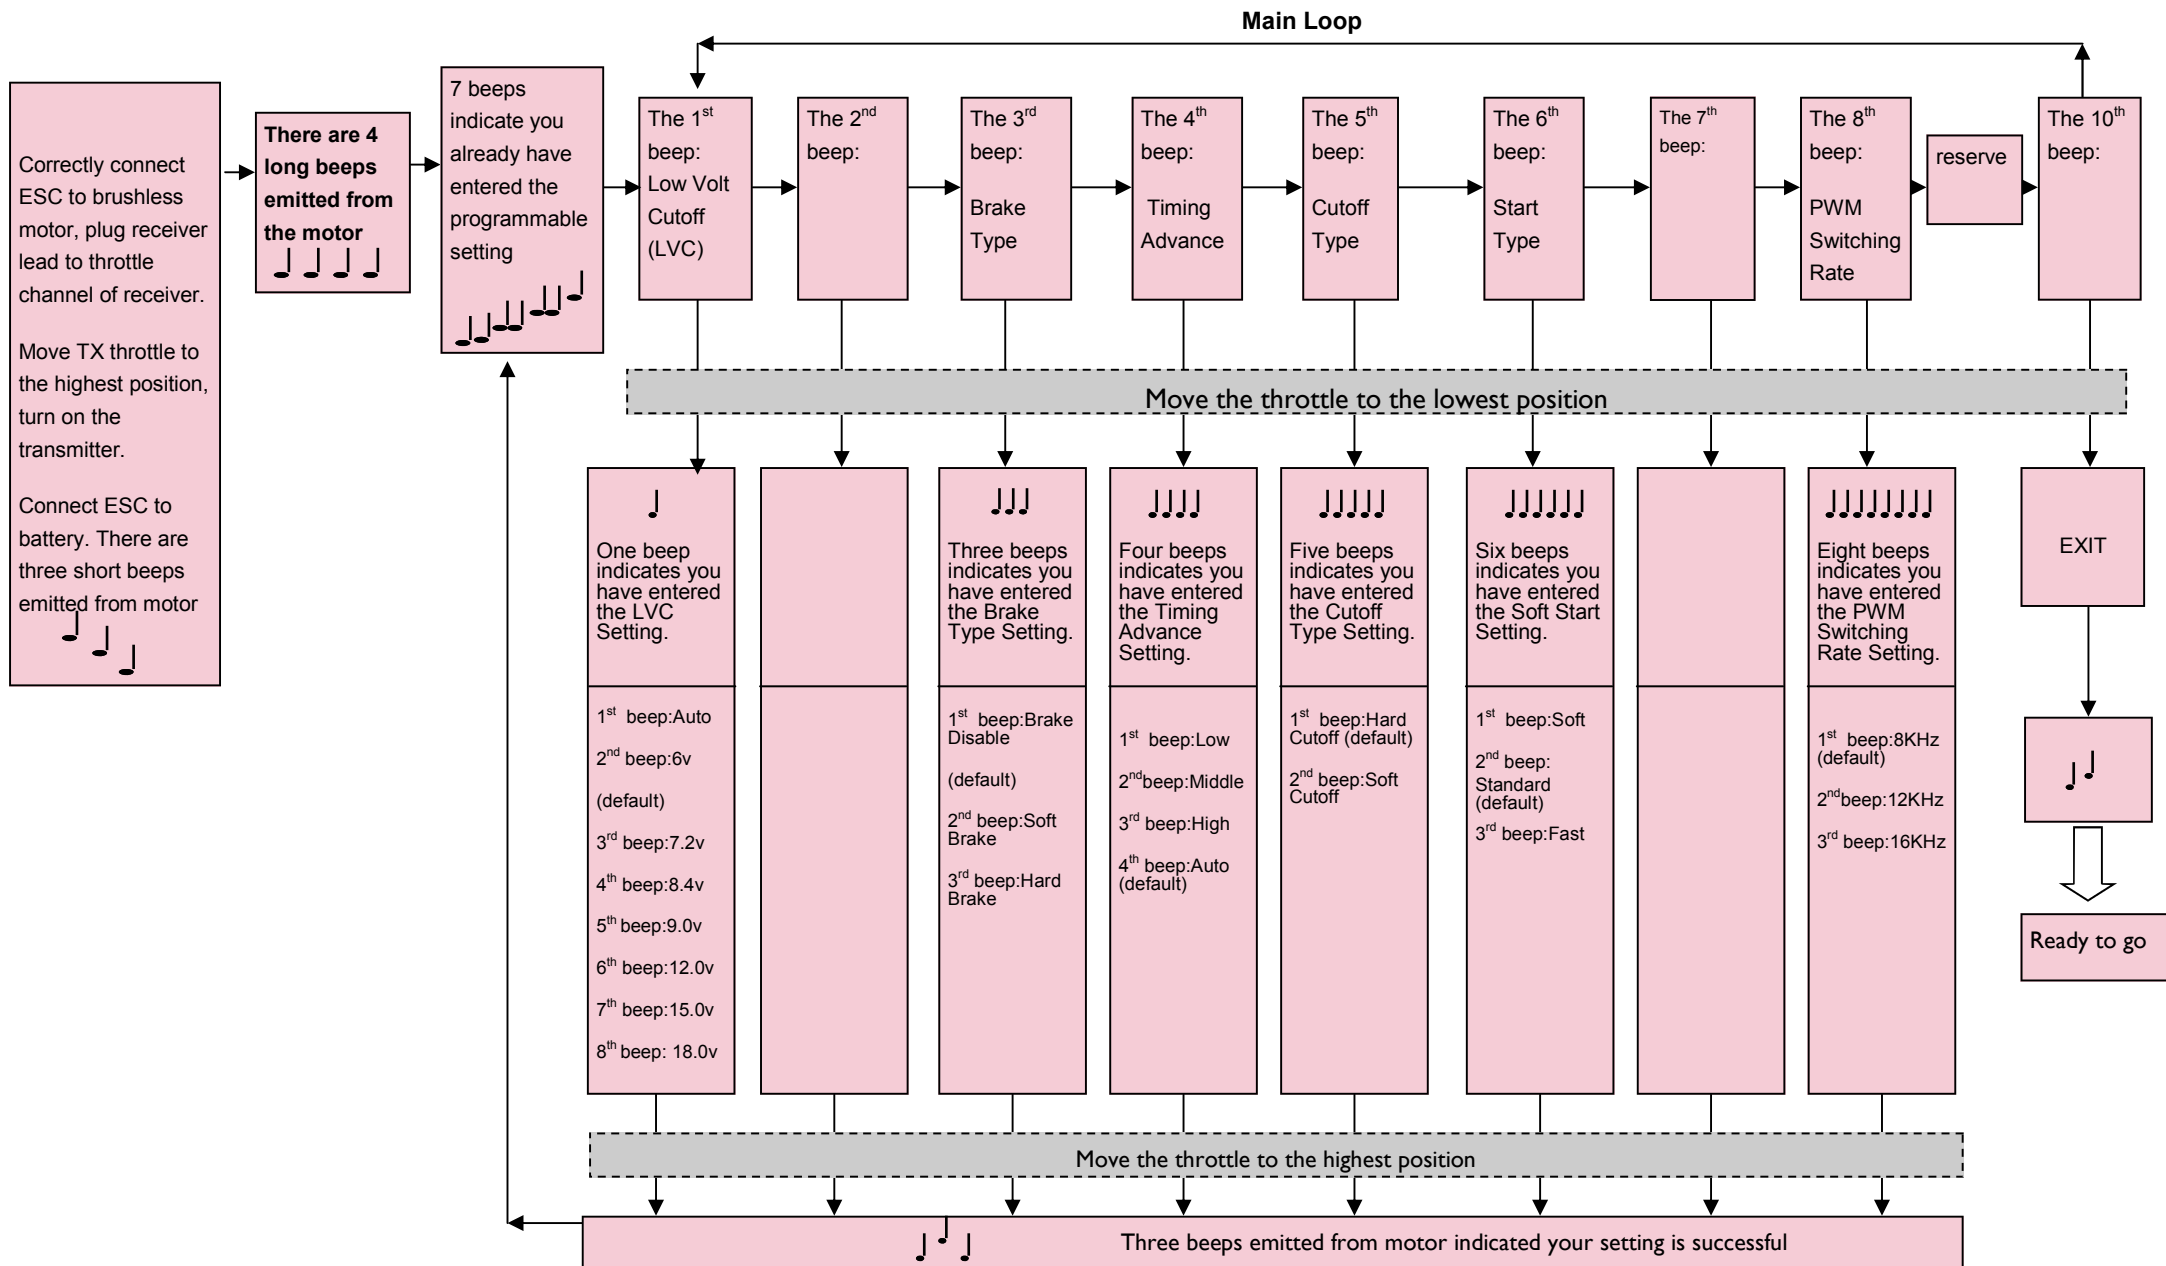 Main Loop
Correctly connect
ESC to brushless
motor, plug receiver
lead to throttle
channel of receiver.
Move TX throttle to
the highest position,
turn on the
transmitter.
Connect ESC to
battery. There are
three short beeps
emitted from motor
There are 4
long beeps
emitted from
the motor
7 beeps
indicate you
already have
entered the
programmable
setting
The 1st
beep:
Low Volt
Cutoff
(LVC)
The 2nd
beep:
The 3rd
beep:
Brake
Type
The 4th
beep:
Timing
Advance
The 5th
beep:
Cutoff
Type
The 6th
beep:
Start
Type
The 7th
beep:
The 8th
beep:
PWM
Switching
Rate
reserve
The 10th
beep:
Move the throttle to the lowest position
One beep
indicates you
have entered
the LVC
Setting.
1st beep:Auto
2nd beep:6v
(default)
3rd beep:7.2v
4th beep:8.4v
5th beep:9.0v
6th beep:12.0v
7th beep:15.0v
8th beep: 18.0v
Three beeps
indicates you
have entered
the Brake
Type Setting.
1st beep:Brake
Disable
(default)
2nd beep:Soft
Brake
3rd beep:Hard
Brake
Four beeps
indicates you
have entered
the Timing
Advance
Setting.
1st beep:Low
2ndbeep:Middle
3rd beep:High
4th beep:Auto
(default)
Five beeps
indicates you
have entered
the Cutoff
Type Setting.
1st beep:Hard
Cutoff (default)
2nd beep:Soft
Cutoff
Six beeps
indicates you
have entered
the Soft Start
Setting.
1st beep:Soft
2nd beep:
Standard
(default)
3rd beep:Fast
Eight beeps
indicates you
have entered
the PWM
Switching
Rate Setting.
1st beep:8KHz
(default)
2ndbeep:12KHz
3rd beep:16KHz
EXIT
Ready to go
Move the throttle to the highest position
Three beeps emitted from motor indicated your setting is successful